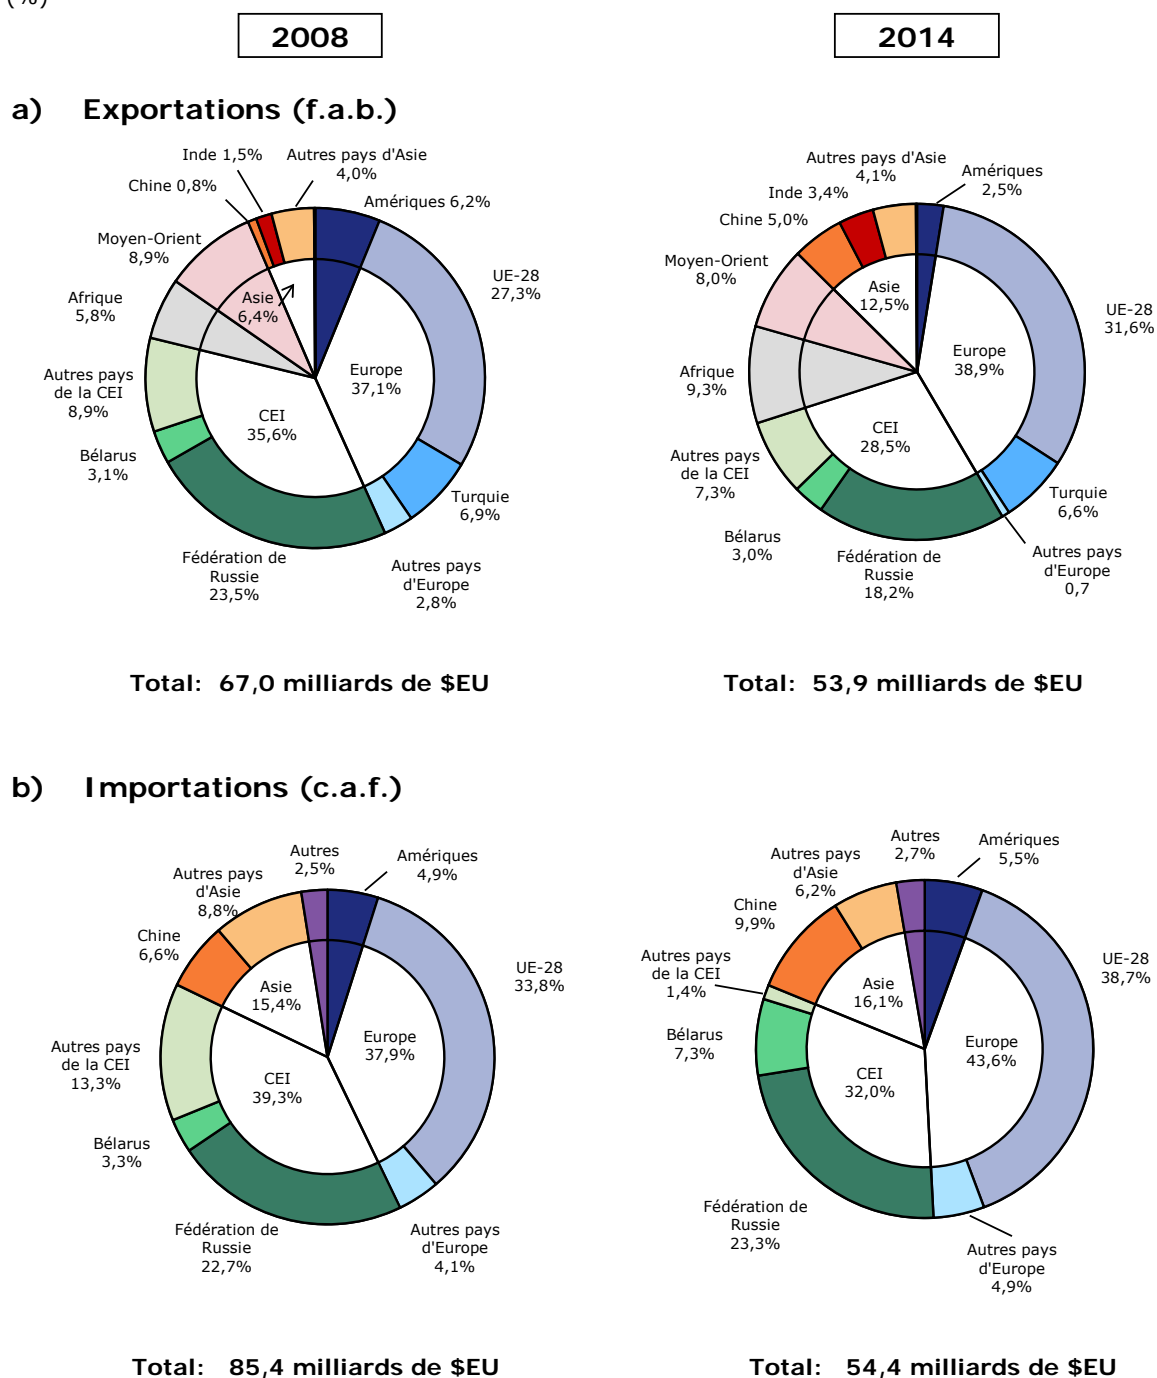 (%)
2008
2014
a) Exportations (f.a.b.)
Inde 1,5%
Autres pays d'Asie
4,0%
Chine 0,8%
Amériques 6,2%
Moyen-Orient
8,9%
UE-28
27,3%
Asie
6,4%
Afrique
5,8%
Europe
37,1%
Autres pays
de la CEI
8,9%
CEI
35,6%
Bélarus
3,1%
Turquie
6,9%
Fédération de
Russie
23,5%
Autres pays
d'Europe
2,8%
Autres pays d'Asie
4,1%
Amériques
2,5%
Inde 3,4%
Chine 5,0%
Moyen-Orient
8,0%
Asie
12,5%
UE-28
31,6%
Europe
38,9%
Afrique
9,3%
CEI
28,5%
Autres pays
de la CEI
7,3%
Turquie
6,6%
Bélarus
3,0%
Fédération de
Russie
18,2%
Autres pays
d'Europe
0,7
Total: 67,0 milliards de $EU
Total: 53,9 milliards de $EU
b) Importations (c.a.f.)
Autres
2,5%
Amériques
4,9%
Autres pays
d'Asie
8,8%
Chine
6,6%
UE-28
33,8%
Asie
15,4%
Europe
37,9%
Autres pays
de la CEI
13,3%
CEI
39,3%
Bélarus
3,3%
Fédération de
Russie
22,7%
Autres pays
d'Europe
4,1%
Autres
2,7%
Amériques
5,5%
Autres pays
d'Asie
6,2%
Chine
9,9%
Autres pays
de la CEI
1,4%
UE-28
38,7%
Asie
16,1%
Bélarus
7,3%
Europe
43,6%
CEI
32,0%
Fédération de
Russie
23,3%
Autres pays
d'Europe
4,9%
Total: 85,4 milliards de $EU
Total: 54,4 milliards de $EU